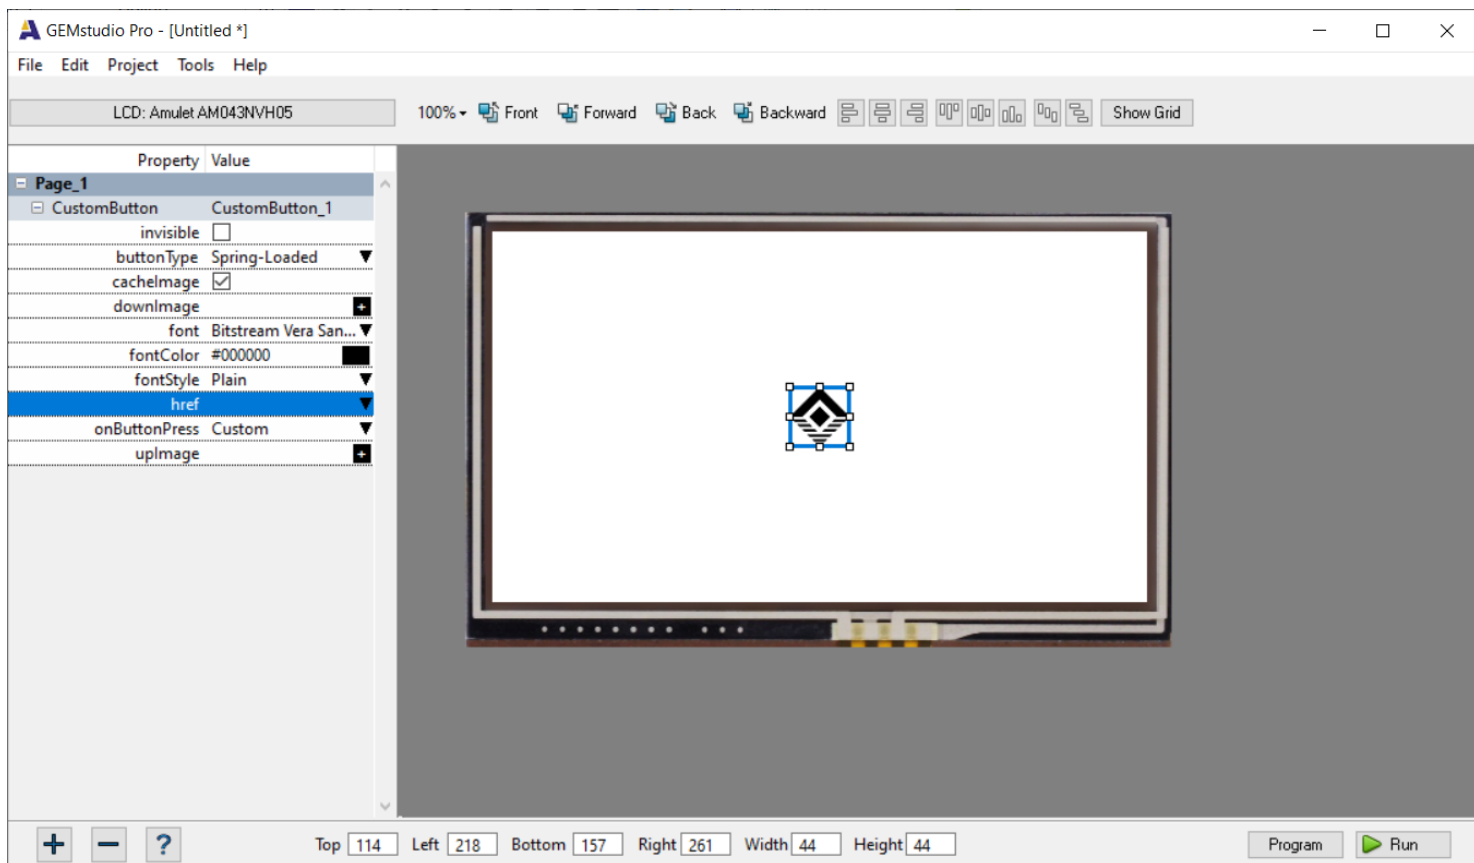 GEMstudio Pro - [Untitled *]
File Edit Project Tools Help
LCD: Amulet AM043NVH05 100% Front Forward Back Backward Show Grid
Property Value
Page_1
CustomButton CustomButton_1
invisible
buttonType Spring-Loaded
cacheImage
downImage
font Bitstream Vera San...
fontColor #000000
fontStyle Plain
href
onButtonPress Custom
upImage
Top 114 Left 218 Bottom 157 Right 261 Width 44 Height 44 Program Run